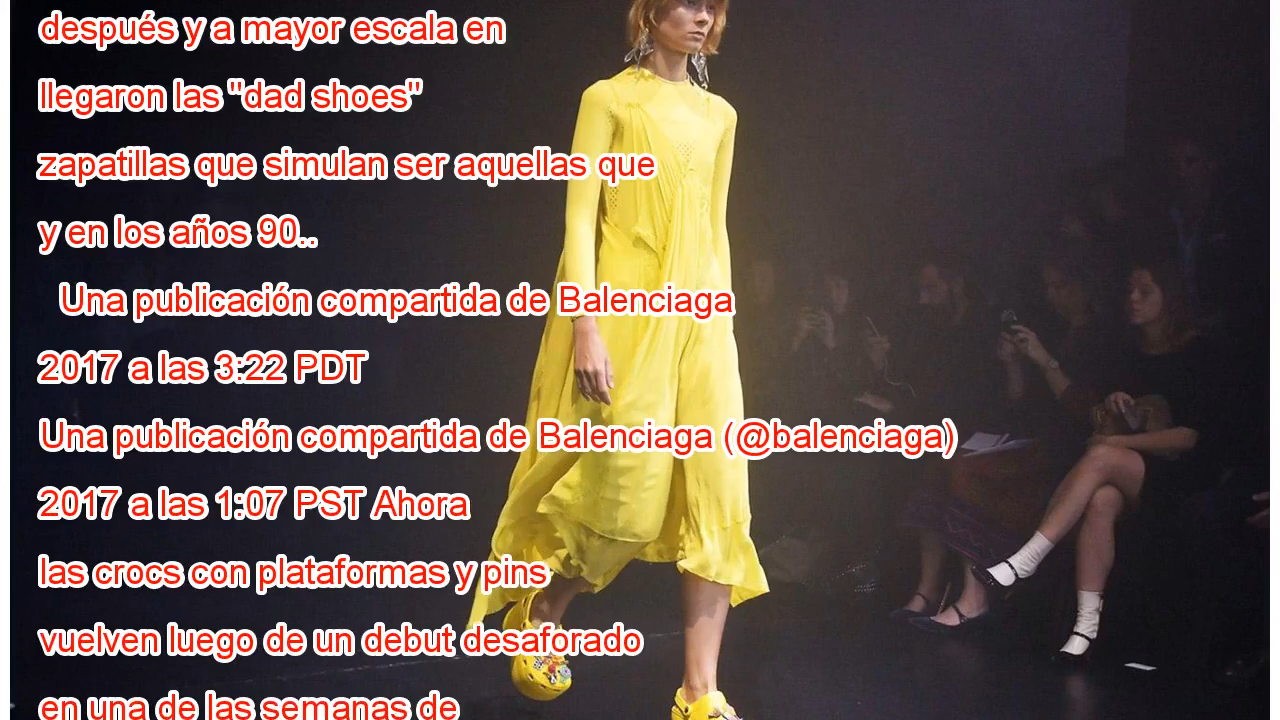 después y a mayor escala en
llegaron las "dad shoes"
zapatillas que simulan ser aquellas que
y en los años 90..
Una publicación compartida de Balenciaga
2017 a las 3:22 PDT
Una publicación compartida de Balenciaga (@balenciaga)
2017 a las 1:07 PST Ahora
las crocs con plataformas y pins
vuelven luego de un debut desaforado
en una de las semanas de